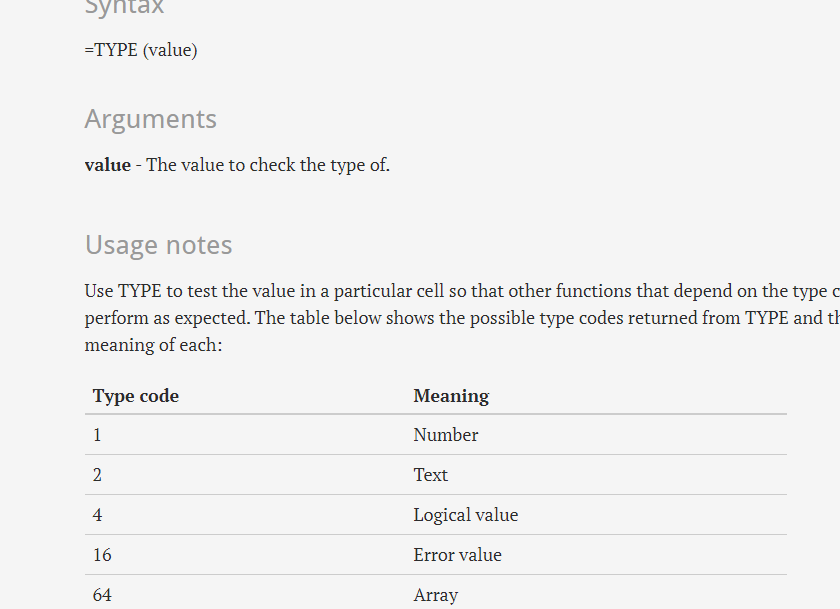 Syntax
=TYPE (value)
Arguments
value - The value to check the type of.
Usage notes
Use TYPE to test the value in a particular cell so that other functions that depend on the type
perform as expected. The table below shows the possible type codes returned from TYPE and
meaning of each:
Type code Meaning
1 Number
2 Text
4 Logical value
16 Error value
64 Array